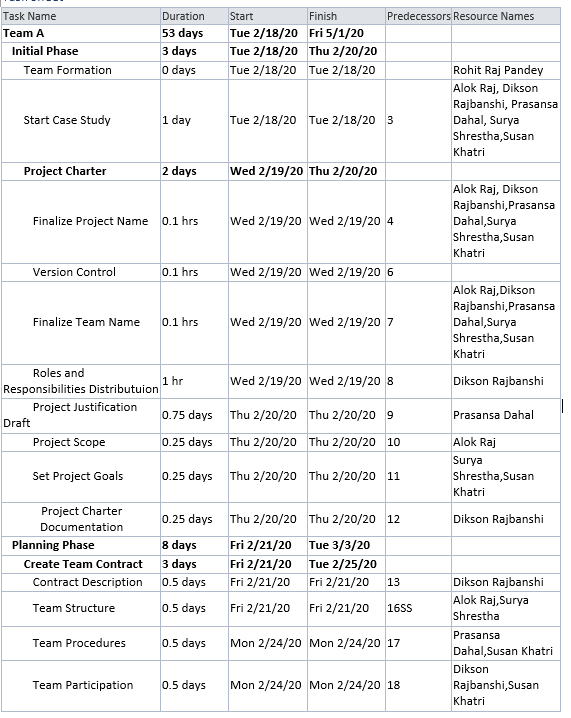 Task Name Duration Start Finish Predecessors Resource Names
Team A 53 days Tue 2/18/20 Fri 5/1/20
Initial Phase 3 days Tue 2/18/20 Thu 2/20/20
Team Formation 0 days Tue 2/18/20 Tue 2/18/20 Rohit Raj Pandey
Start Case Study 1 day Tue 2/18/20 Tue 2/18/20 3 Alok Raj, Dikson
Rajbanshi, Prasansa
Dahal, Surya
Shrestha,Susan
Khatri
Project Charter 2 days Wed 2/19/20 Thu 2/20/20
Finalize Project Name 0.1 hrs Wed 2/19/20 Wed 2/19/20 4 Alok Raj, Dikson
Rajbanshi,Prasansa
Dahal,Surya
Shrestha,Susan
Khatri
Version Control 0.1 hrs Wed 2/19/20 Wed 2/19/20 6
Finalize Team Name 0.1 hrs Wed 2/19/20 Wed 2/19/20 7 Alok Raj,Dikson
Rajbanshi,Prasansa
Dahal,Surya
Shrestha,Susan
Khatri
Roles and
Responsibilities Distributuion 1 hr Wed 2/19/20 Wed 2/19/20 8 Dikson Rajbanshi
Project Justification
Draft 0.75 days Thu 2/20/20 Thu 2/20/20 9 Prasansa Dahal
Project Scope 0.25 days Thu 2/20/20 Thu 2/20/20 10 Alok Raj
Set Project Goals 0.25 days Thu 2/20/20 Thu 2/20/20 11 Surya
Shrestha,Susan
Khatri
Project Charter
Documentation 0.25 days Thu 2/20/20 Thu 2/20/20 12 Dikson Rajbanshi
Planning Phase 8 days Fri 2/21/20 Tue 3/3/20
Create Team Contract 3 days Fri 2/21/20 Tue 2/25/20
Contract Description 0.5 days Fri 2/21/20 Fri 2/21/20 13 Dikson Rajbanshi
Team Structure 0.5 days Fri 2/21/20 Fri 2/21/20 16SS Alok Raj,Surya
Shrestha
Team Procedures 0.5 days Mon 2/24/20 Mon 2/24/20 17 Prasansa
Dahal,Susan Khatri
Team Participation 0.5 days Mon 2/24/20 Mon 2/24/20 18 Dikson
Rajbanshi,Susan
Khatri